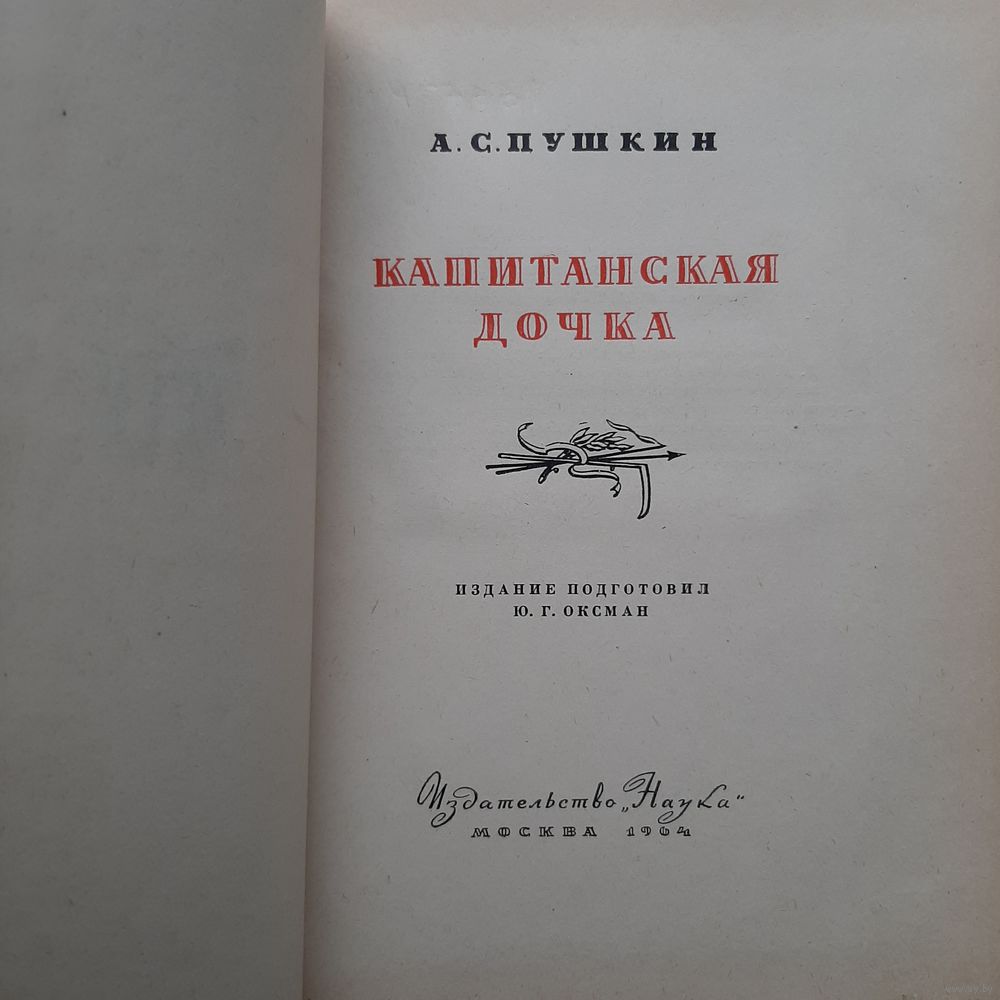 А. С. ПУШКИН
КАПИТАНСКАЯ
ДОЧКА
ИЗДАНИЕ ПОДГОТОВИЛ
Ю. Г. ОКСМАН
Издательство „Наука“
МОСКВА 1964